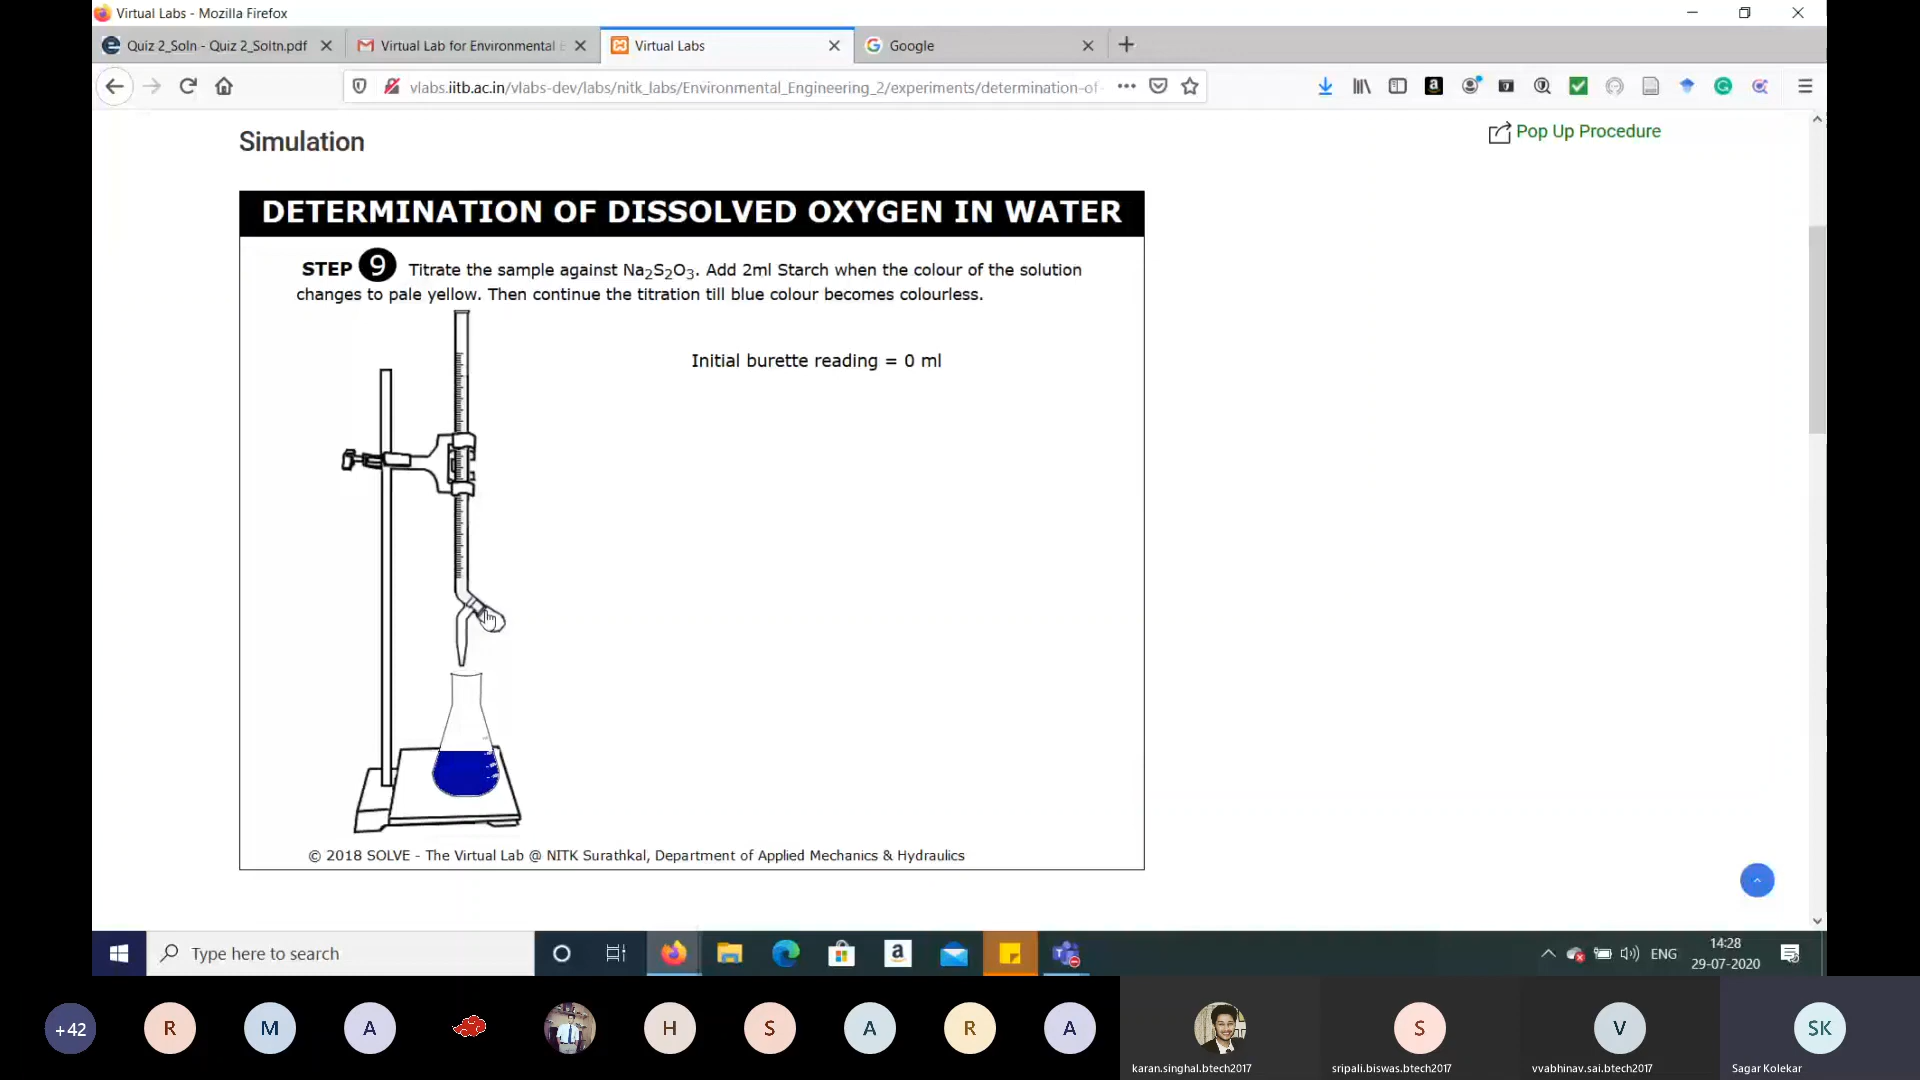 Virtual Labs - Mozilla Firefox
Quiz 2_Soln - Quiz 2_Soltn.pdf
Virtual Lab for Environmental E
Virtual Labs
Google
vlabs.iitb.ac.in/vlabs-dev/labs/nitk_labs/Environmental_Engineering_2/experiments/determination-of-
Simulation
Pop Up Procedure
DETERMINATION OF DISSOLVED OXYGEN IN WATER
STEP 9 Titrate the sample against Na₂S₂O₃. Add 2ml Starch when the colour of the solution
changes to pale yellow. Then continue the titration till blue colour becomes colourless.
Initial burette reading = 0 ml
© 2018 SOLVE - The Virtual Lab @ NITK Surathkal, Department of Applied Mechanics & Hydraulics
Type here to search
a
ENG
14:28
29-07-2020
+42
R
M
A
H
S
A
R
A
S
V
SK
karan.singhal.btech2017
sripali.biswas.btech2017
vvabhinav.sai.btech2017
Sagar Kolekar